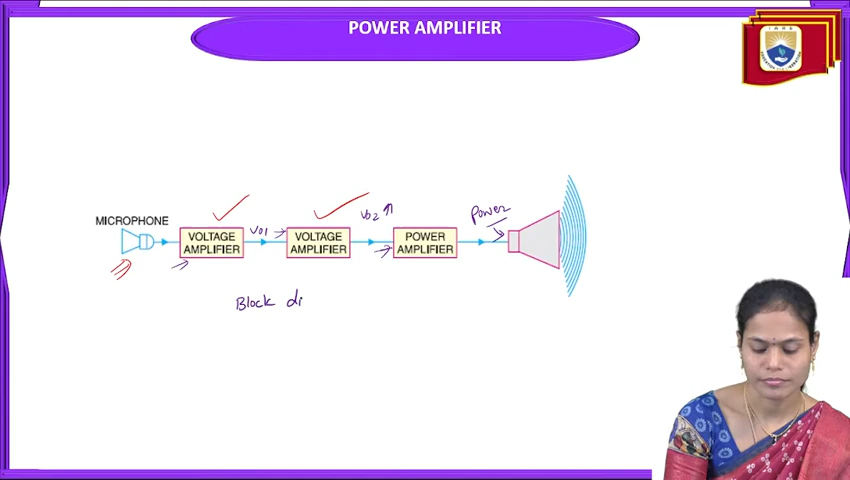 POWER AMPLIFIER
I A R E
MICROPHONE
VOLTAGE
AMPLIFIER
Vo1
VOLTAGE
AMPLIFIER
Vo2
POWER
AMPLIFIER
Power
Block di